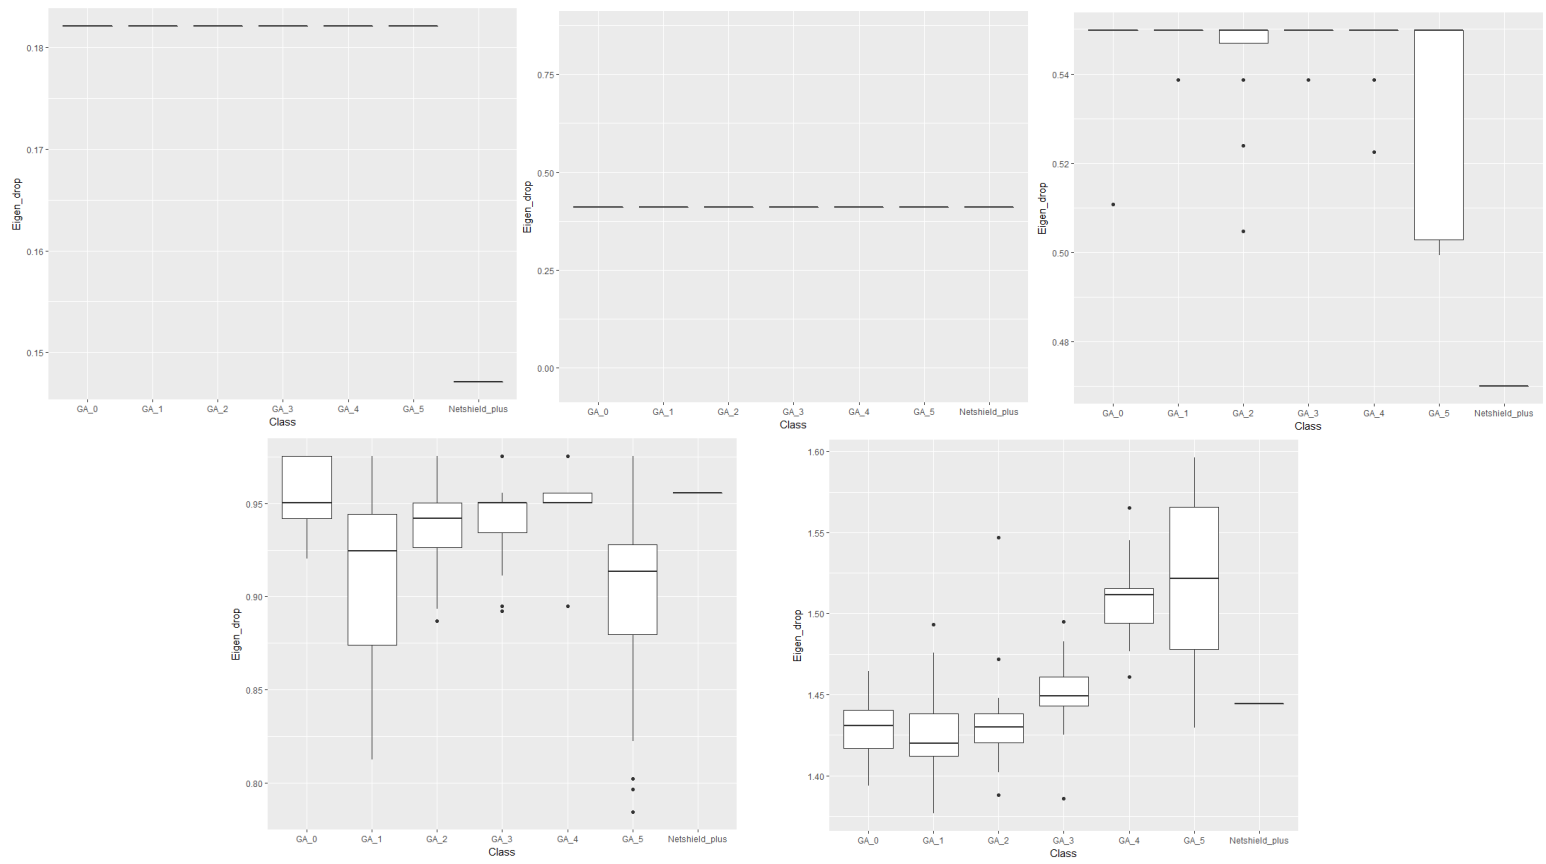 0.18
0.17
0.16
0.15
Eigen_drop
GA_0 GA_1 GA_2 GA_3 GA_4 GA_5 Netshield_plus
Class
0.75
0.50
0.25
0.00
Eigen_drop
GA_0 GA_1 GA_2 GA_3 GA_4 GA_5 Netshield_plus
Class
0.54
0.52
0.50
0.48
Eigen_drop
GA_0 GA_1 GA_2 GA_3 GA_4 GA_5 Netshield_plus
Class
0.95
0.90
0.85
0.80
Eigen_drop
GA_0 GA_1 GA_2 GA_3 GA_4 GA_5 Netshield_plus
Class
1.60
1.55
1.50
1.45
1.40
Eigen_drop
GA_0 GA_1 GA_2 GA_3 GA_4 GA_5 Netshield_plus
Class